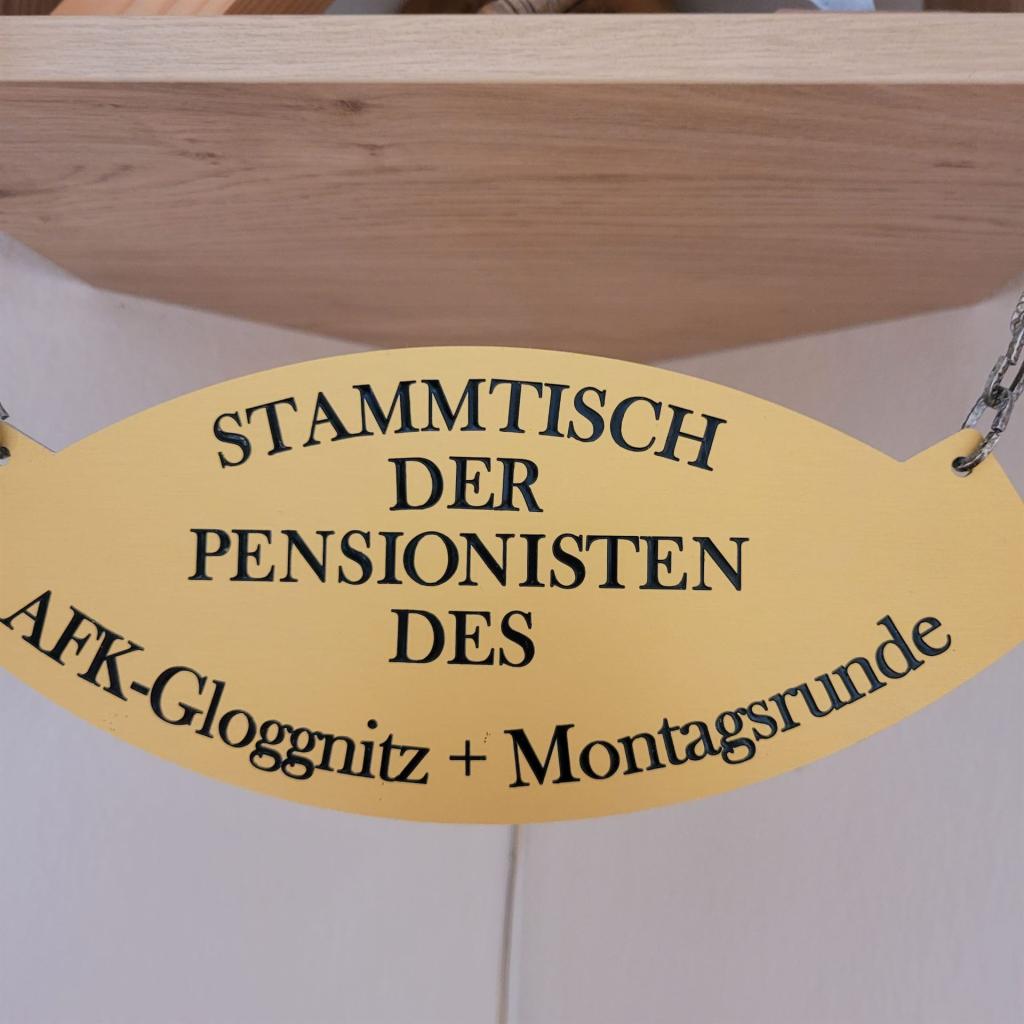 STAMMTISCH
DER
PENSIONISTEN
DES
AFK-Gloggnitz + Montagsrunde